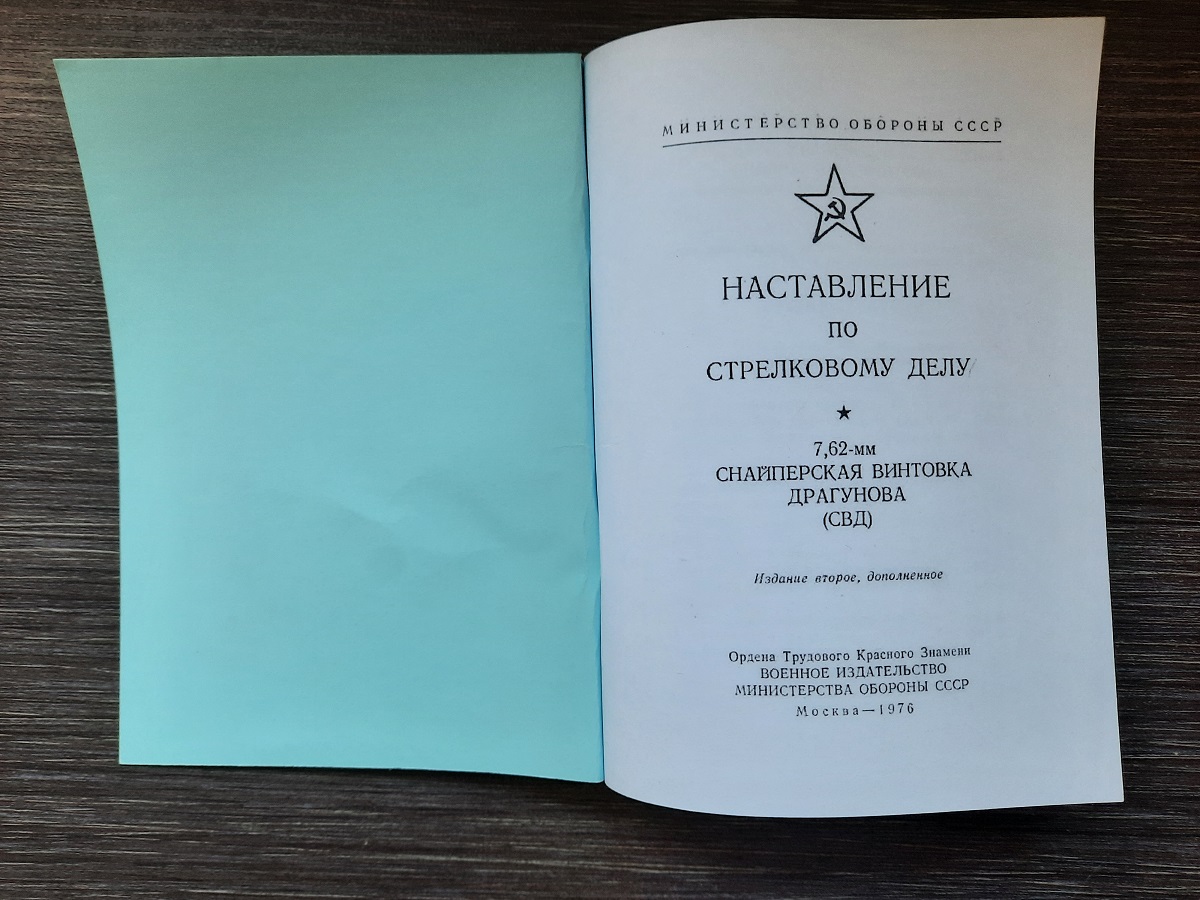 МИНИСТЕРСТВО ОБОРОНЫ СССР
НАСТАВЛЕНИЕ
ПО
СТРЕЛКОВОМУ ДЕЛУ
7,62-мм
СНАЙПЕРСКАЯ ВИНТОВКА
ДРАГУНОВА
(СВД)
Издание второе, дополненное
Ордена Трудового Красного Знамени
ВОЕННОЕ ИЗДАТЕЛЬСТВО
МИНИСТЕРСТВА ОБОРОНЫ СССР
Москва—1976